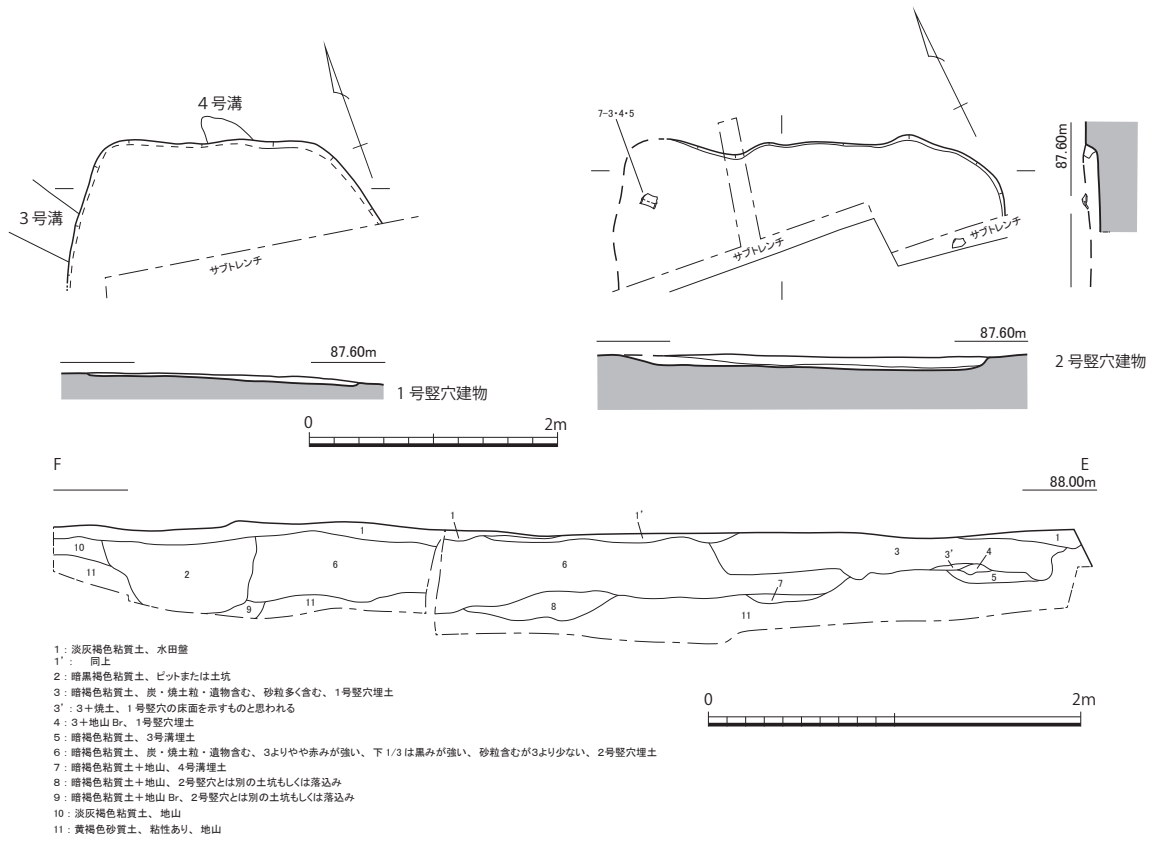 4号溝
3号溝
サブトレンチ
7-3・4・5
サブトレンチ
サブトレンチ
87.60m
87.60m
1号竪穴建物
87.60m
2号竪穴建物
0 2m
F E
88.00m
1 1 1' 1
10 11 2 6 9 11 6 8 7 11 3 3' 4 5
1：淡灰褐色粘質土、水田盤
1'：　同上
2：暗黒褐色粘質土、ピットまたは土坑
3：暗褐色粘質土、炭・焼土粒・遺物含む、砂粒多く含む、1号竪穴埋土
3'：3＋焼土、1号竪穴の床面を示すものと思われる
4：3＋地山Br、1号竪穴埋土
5：暗褐色粘質土、3号溝埋土
6：暗褐色粘質土、炭・焼土粒・遺物含む、3よりやや赤みが強い、下1/3は黒みが強い、砂粒含むが3より少ない、2号竪穴埋土
7：暗褐色粘質土＋地山、4号溝埋土
8：暗褐色粘質土＋地山、2号竪穴とは別の土坑もしくは落込み
9：暗褐色粘質土＋地山Br、2号竪穴とは別の土坑もしくは落込み
10：淡灰褐色粘質土、地山
11：黄褐色砂質土、粘性あり、地山
0 2m